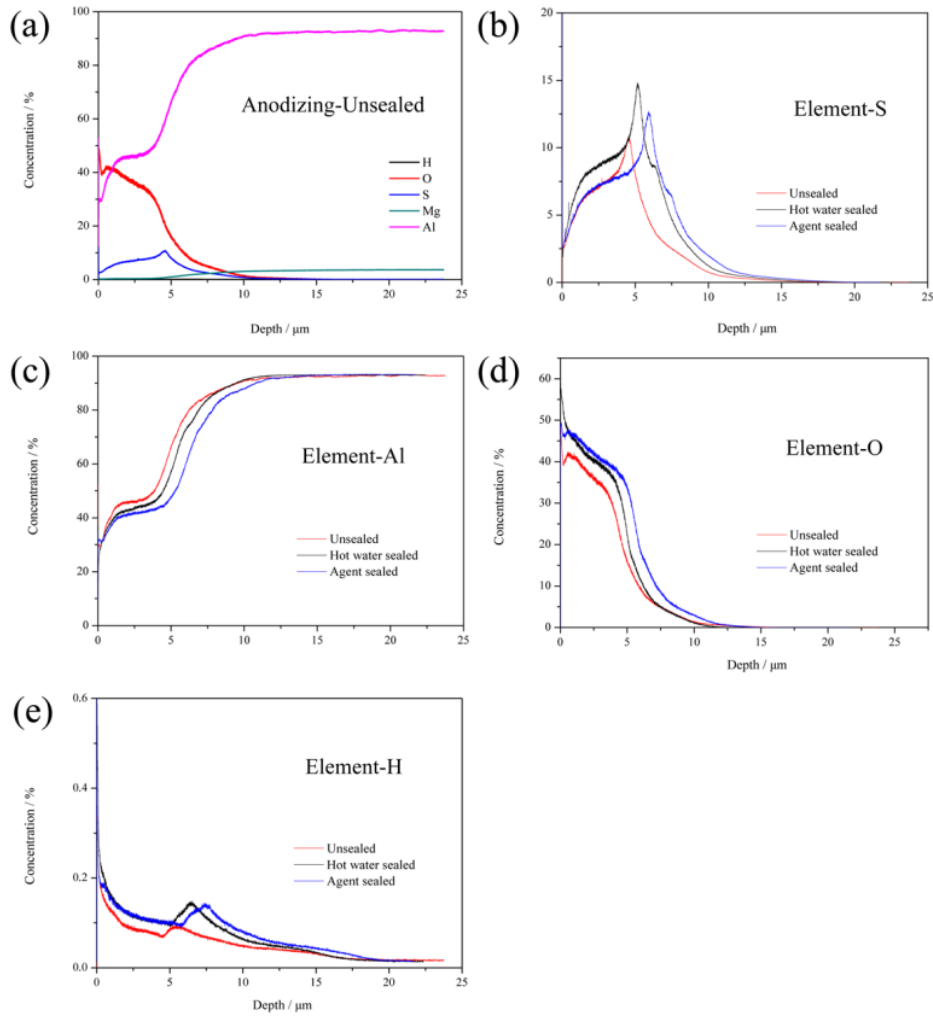 (a)
100
80
60
40
20
0
Concentration / %
Anodizing-Unsealed
H
O
S
Mg
Al
0 5 10 15 20 25
Depth / μm
(b)
20
15
10
5
0
Concentration / %
Element-S
Unsealed
Hot water sealed
Agent sealed
0 5 10 15 20 25
Depth / μm
(c)
100
90
80
70
60
50
40
30
20
Concentration / %
Element-Al
Unsealed
Hot water sealed
Agent sealed
0 5 10 15 20 25
Depth / μm
(d)
60
50
40
30
20
10
0
Concentration / %
Element-O
Unsealed
Hot water sealed
Agent sealed
0 5 10 15 20 25
Depth / μm
(e)
0.6
0.4
0.2
0.0
Concentration / %
Element-H
Unsealed
Hot water sealed
Agent sealed
0 5 10 15 20 25
Depth / μm